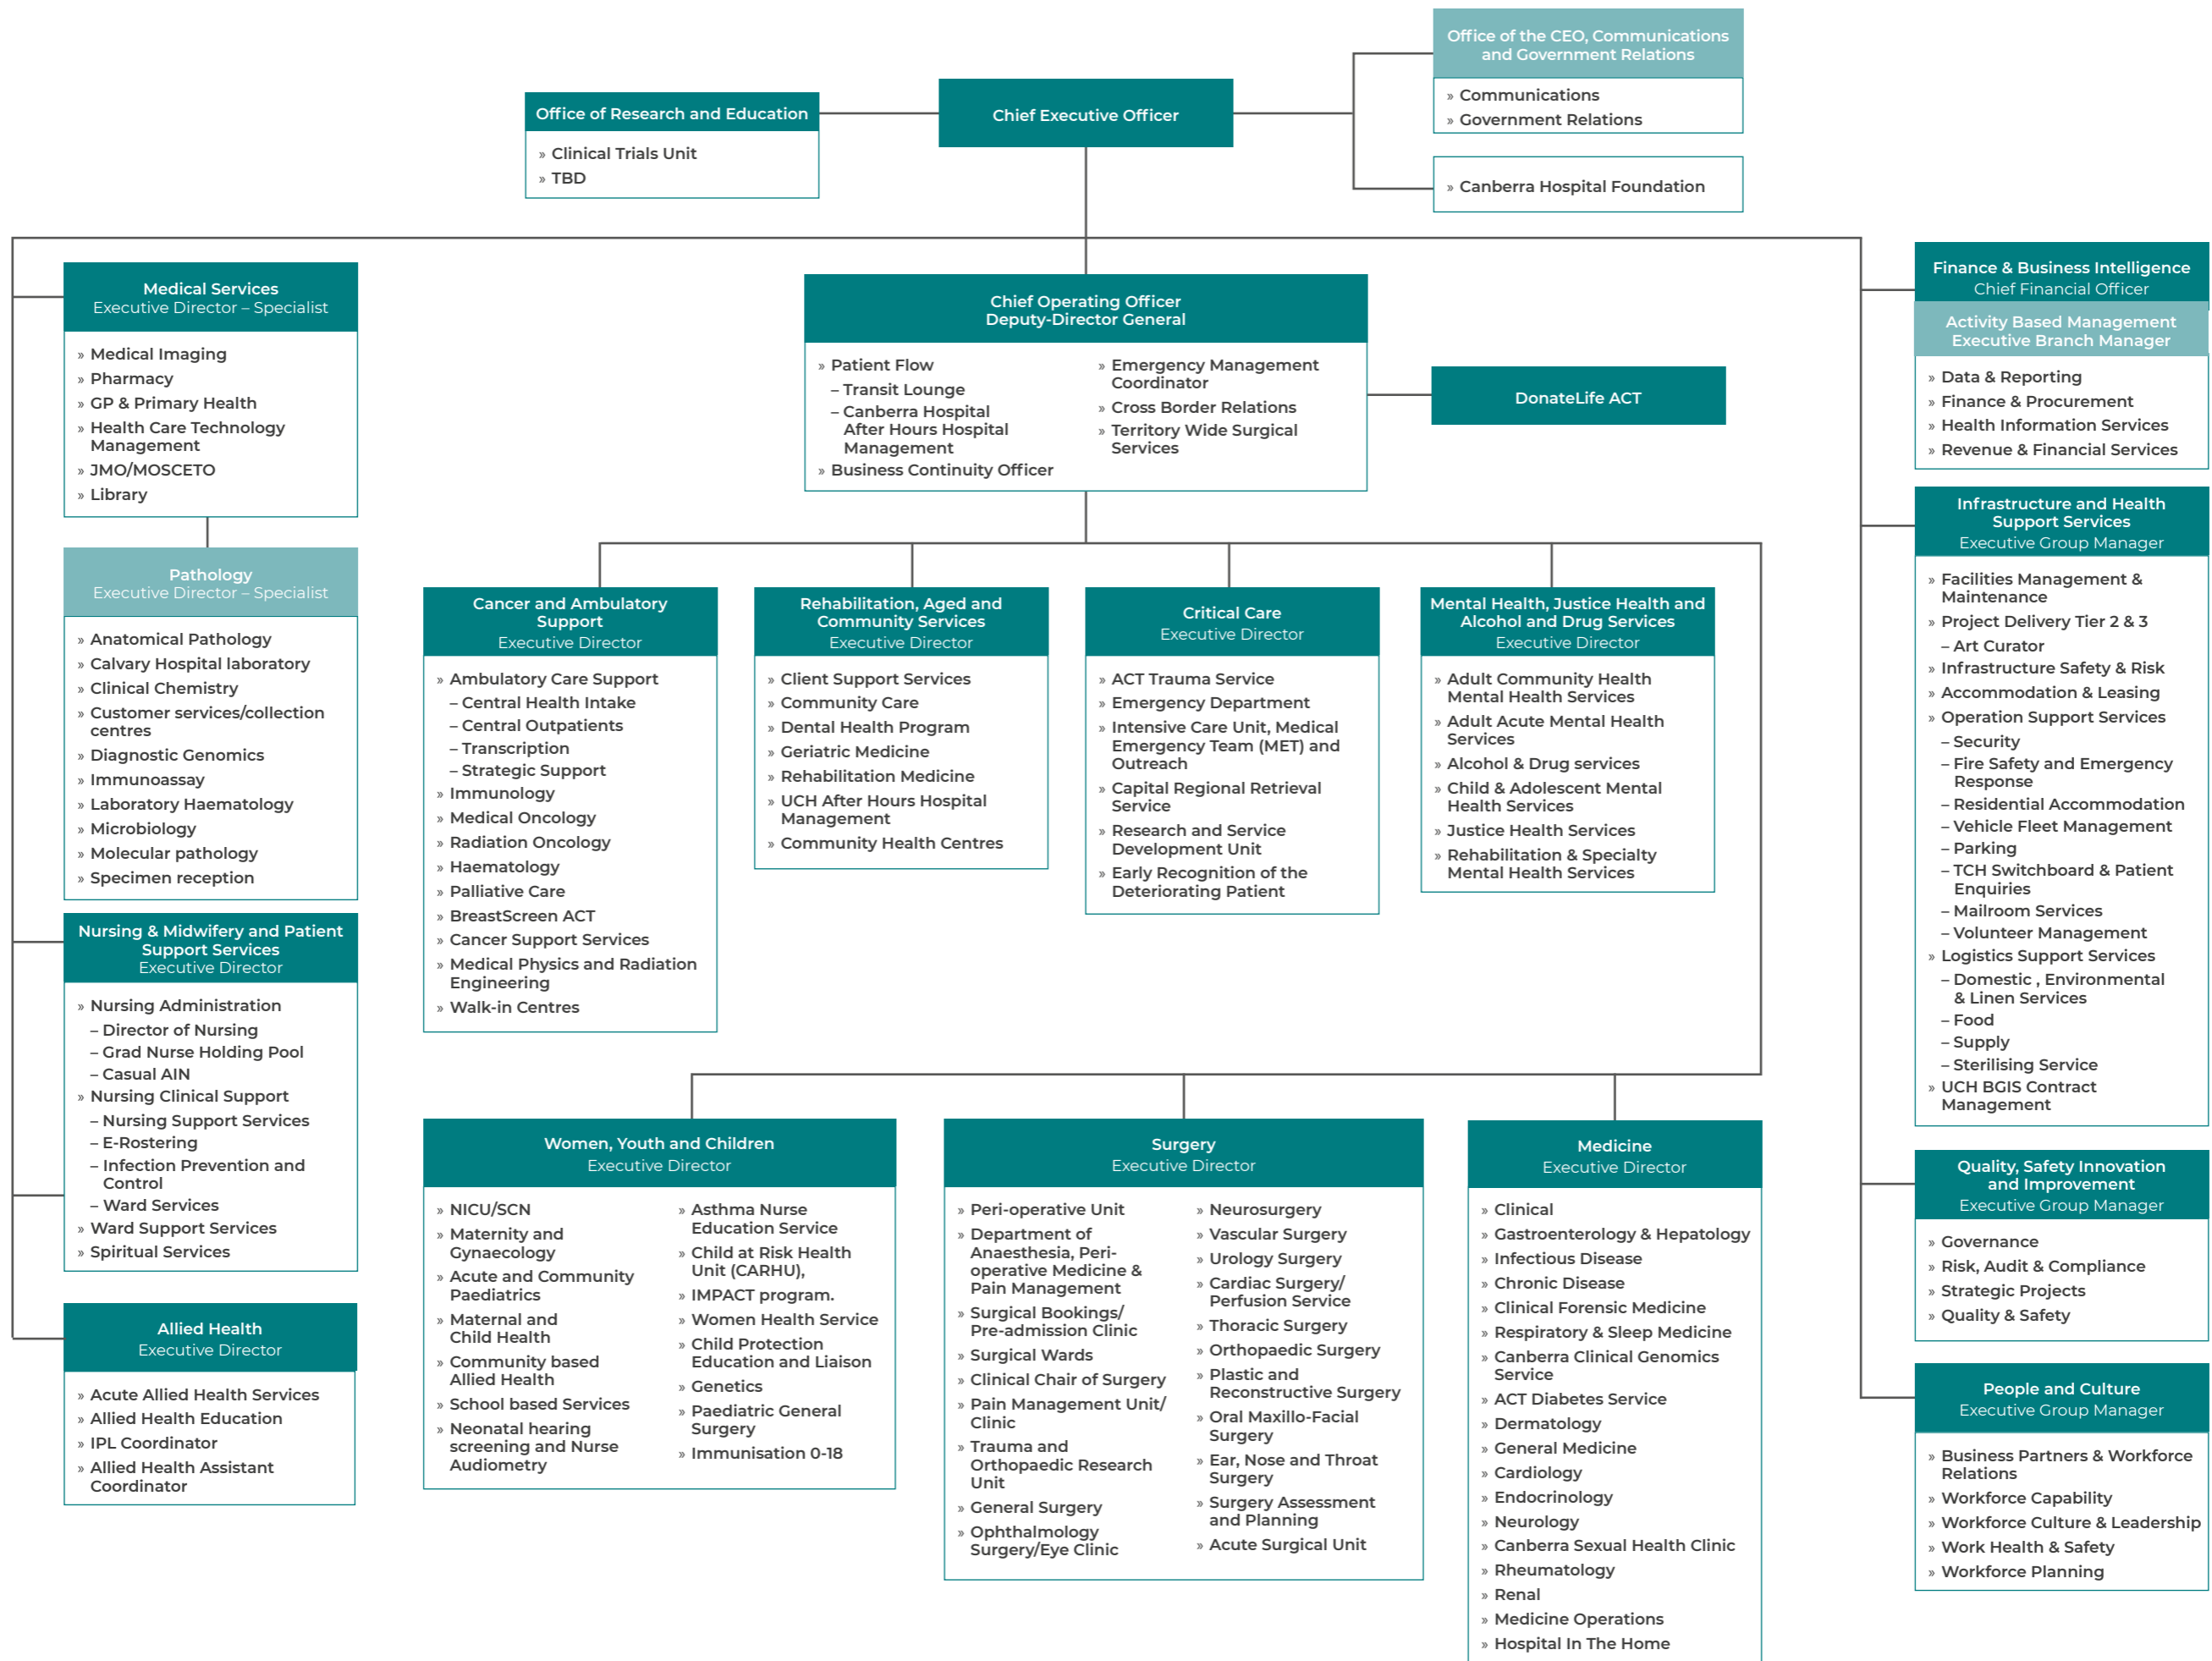 Office of the CEO, Communications
and Government Relations
» Communications
» Government Relations
» Canberra Hospital Foundation
Chief Executive Officer
Office of Research and Education
» Clinical Trials Unit
» TBD
Medical Services
Executive Director – Specialist
» Medical Imaging
» Pharmacy
» GP & Primary Health
» Health Care Technology
Management
» JMO/MOSCETO
» Library
Pathology
Executive Director – Specialist
» Anatomical Pathology
» Calvary Hospital laboratory
» Clinical Chemistry
» Customer services/collection
centres
» Diagnostic Genomics
» Immunoassay
» Laboratory Haematology
» Microbiology
» Molecular pathology
» Specimen reception
Nursing & Midwifery and Patient
Support Services
Executive Director
» Nursing Administration
– Director of Nursing
– Grad Nurse Holding Pool
– Casual AIN
» Nursing Clinical Support
– Nursing Support Services
– E-Rostering
– Infection Prevention and
Control
– Ward Services
» Ward Support Services
» Spiritual Services
Allied Health
Executive Director
» Acute Allied Health Services
» Allied Health Education
» IPL Coordinator
» Allied Health Assistant
Coordinator
Chief Operating Officer
Deputy-Director General
» Patient Flow
– Transit Lounge
– Canberra Hospital
After Hours Hospital
Management
» Business Continuity Officer
» Emergency Management
Coordinator
» Cross Border Relations
» Territory Wide Surgical
Services
DonateLife ACT
Cancer and Ambulatory
Support
Executive Director
» Ambulatory Care Support
– Central Health Intake
– Central Outpatients
– Transcription
– Strategic Support
» Immunology
» Medical Oncology
» Radiation Oncology
» Haematology
» Palliative Care
» BreastScreen ACT
» Cancer Support Services
» Medical Physics and Radiation
Engineering
» Walk-in Centres
Rehabilitation, Aged and
Community Services
Executive Director
» Client Support Services
» Community Care
» Dental Health Program
» Geriatric Medicine
» Rehabilitation Medicine
» UCH After Hours Hospital
Management
» Community Health Centres
Critical Care
Executive Director
» ACT Trauma Service
» Emergency Department
» Intensive Care Unit, Medical
Emergency Team (MET) and
Outreach
» Capital Regional Retrieval
Service
» Research and Service
Development Unit
» Early Recognition of the
Deteriorating Patient
Mental Health, Justice Health and
Alcohol and Drug Services
Executive Director
» Adult Community Health
Mental Health Services
» Adult Acute Mental Health
Services
» Alcohol & Drug services
» Child & Adolescent Mental
Health Services
» Justice Health Services
» Rehabilitation & Specialty
Mental Health Services
Women, Youth and Children
Executive Director
» NICU/SCN
» Maternity and
Gynaecology
» Acute and Community
Paediatrics
» Maternal and
Child Health
» Community based
Allied Health
» School based Services
» Neonatal hearing
screening and Nurse
Audiometry
» Asthma Nurse
Education Service
» Child at Risk Health
Unit (CARHU),
» IMPACT program.
» Women Health Service
» Child Protection
Education and Liaison
» Genetics
» Paediatric General
Surgery
» Immunisation 0-18
Surgery
Executive Director
» Peri-operative Unit
» Department of
Anaesthesia, Peri-
operative Medicine &
Pain Management
» Surgical Bookings/
Pre-admission Clinic
» Surgical Wards
» Clinical Chair of Surgery
» Pain Management Unit/
Clinic
» Trauma and
Orthopaedic Research
Unit
» General Surgery
» Ophthalmology
Surgery/Eye Clinic
» Neurosurgery
» Vascular Surgery
» Urology Surgery
» Cardiac Surgery/
Perfusion Service
» Thoracic Surgery
» Orthopaedic Surgery
» Plastic and
Reconstructive Surgery
» Oral Maxillo-Facial
Surgery
» Ear, Nose and Throat
Surgery
» Surgery Assessment
and Planning
» Acute Surgical Unit
Medicine
Executive Director
» Clinical
» Gastroenterology & Hepatology
» Infectious Disease
» Chronic Disease
» Clinical Forensic Medicine
» Respiratory & Sleep Medicine
» Canberra Clinical Genomics
Service
» ACT Diabetes Service
» Dermatology
» General Medicine
» Cardiology
» Endocrinology
» Neurology
» Canberra Sexual Health Clinic
» Rheumatology
» Renal
» Medicine Operations
» Hospital In The Home
Finance & Business Intelligence
Chief Financial Officer
Activity Based Management
Executive Branch Manager
» Data & Reporting
» Finance & Procurement
» Health Information Services
» Revenue & Financial Services
Infrastructure and Health
Support Services
Executive Group Manager
» Facilities Management &
Maintenance
» Project Delivery Tier 2 & 3
– Art Curator
» Infrastructure Safety & Risk
» Accommodation & Leasing
» Operation Support Services
– Security
– Fire Safety and Emergency
Response
– Residential Accommodation
– Vehicle Fleet Management
– Parking
– TCH Switchboard & Patient
Enquiries
– Mailroom Services
– Volunteer Management
» Logistics Support Services
– Domestic , Environmental
& Linen Services
– Food
– Supply
– Sterilising Service
» UCH BGIS Contract
Management
Quality, Safety Innovation
and Improvement
Executive Group Manager
» Governance
» Risk, Audit & Compliance
» Strategic Projects
» Quality & Safety
People and Culture
Executive Group Manager
» Business Partners & Workforce
Relations
» Workforce Capability
» Workforce Culture & Leadership
» Work Health & Safety
» Workforce Planning